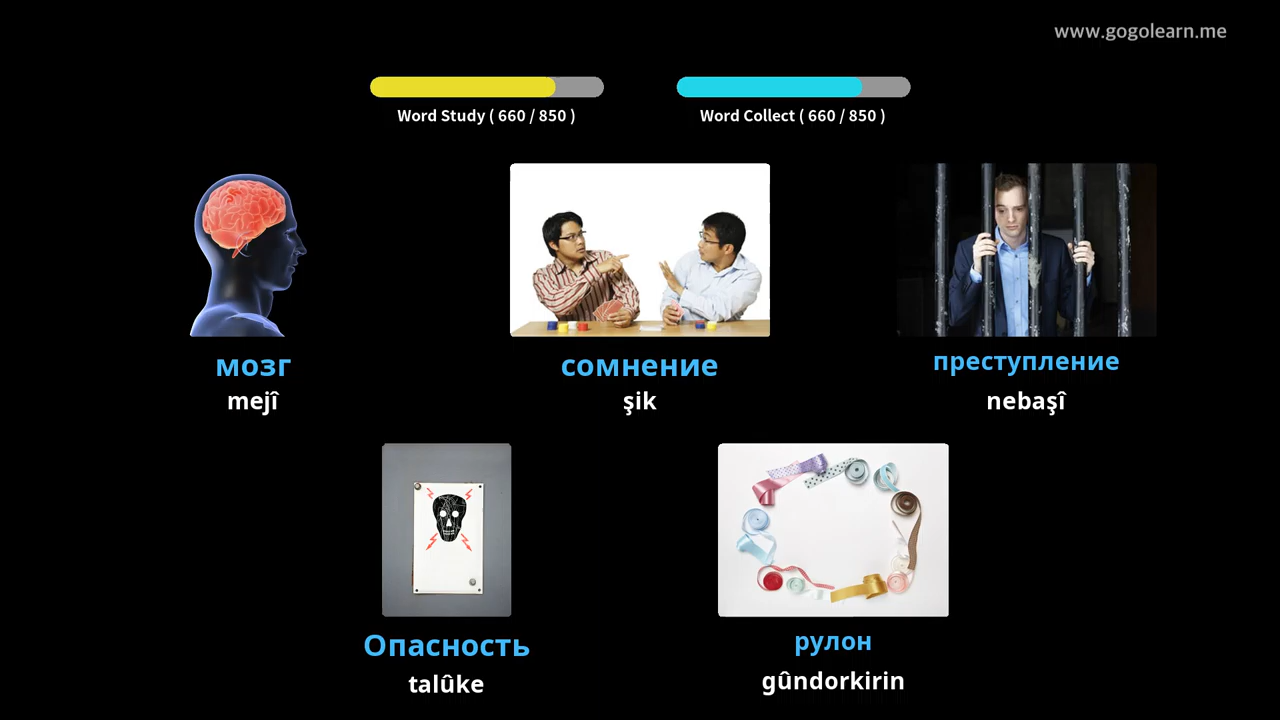 www.gogolearn.me
Word Study ( 660 / 850 )
Word Collect ( 660 / 850 )
мозг
mejî
сомнение
şik
преступление
nebaşî
Опасность
talûke
рулон
gûndorkirin